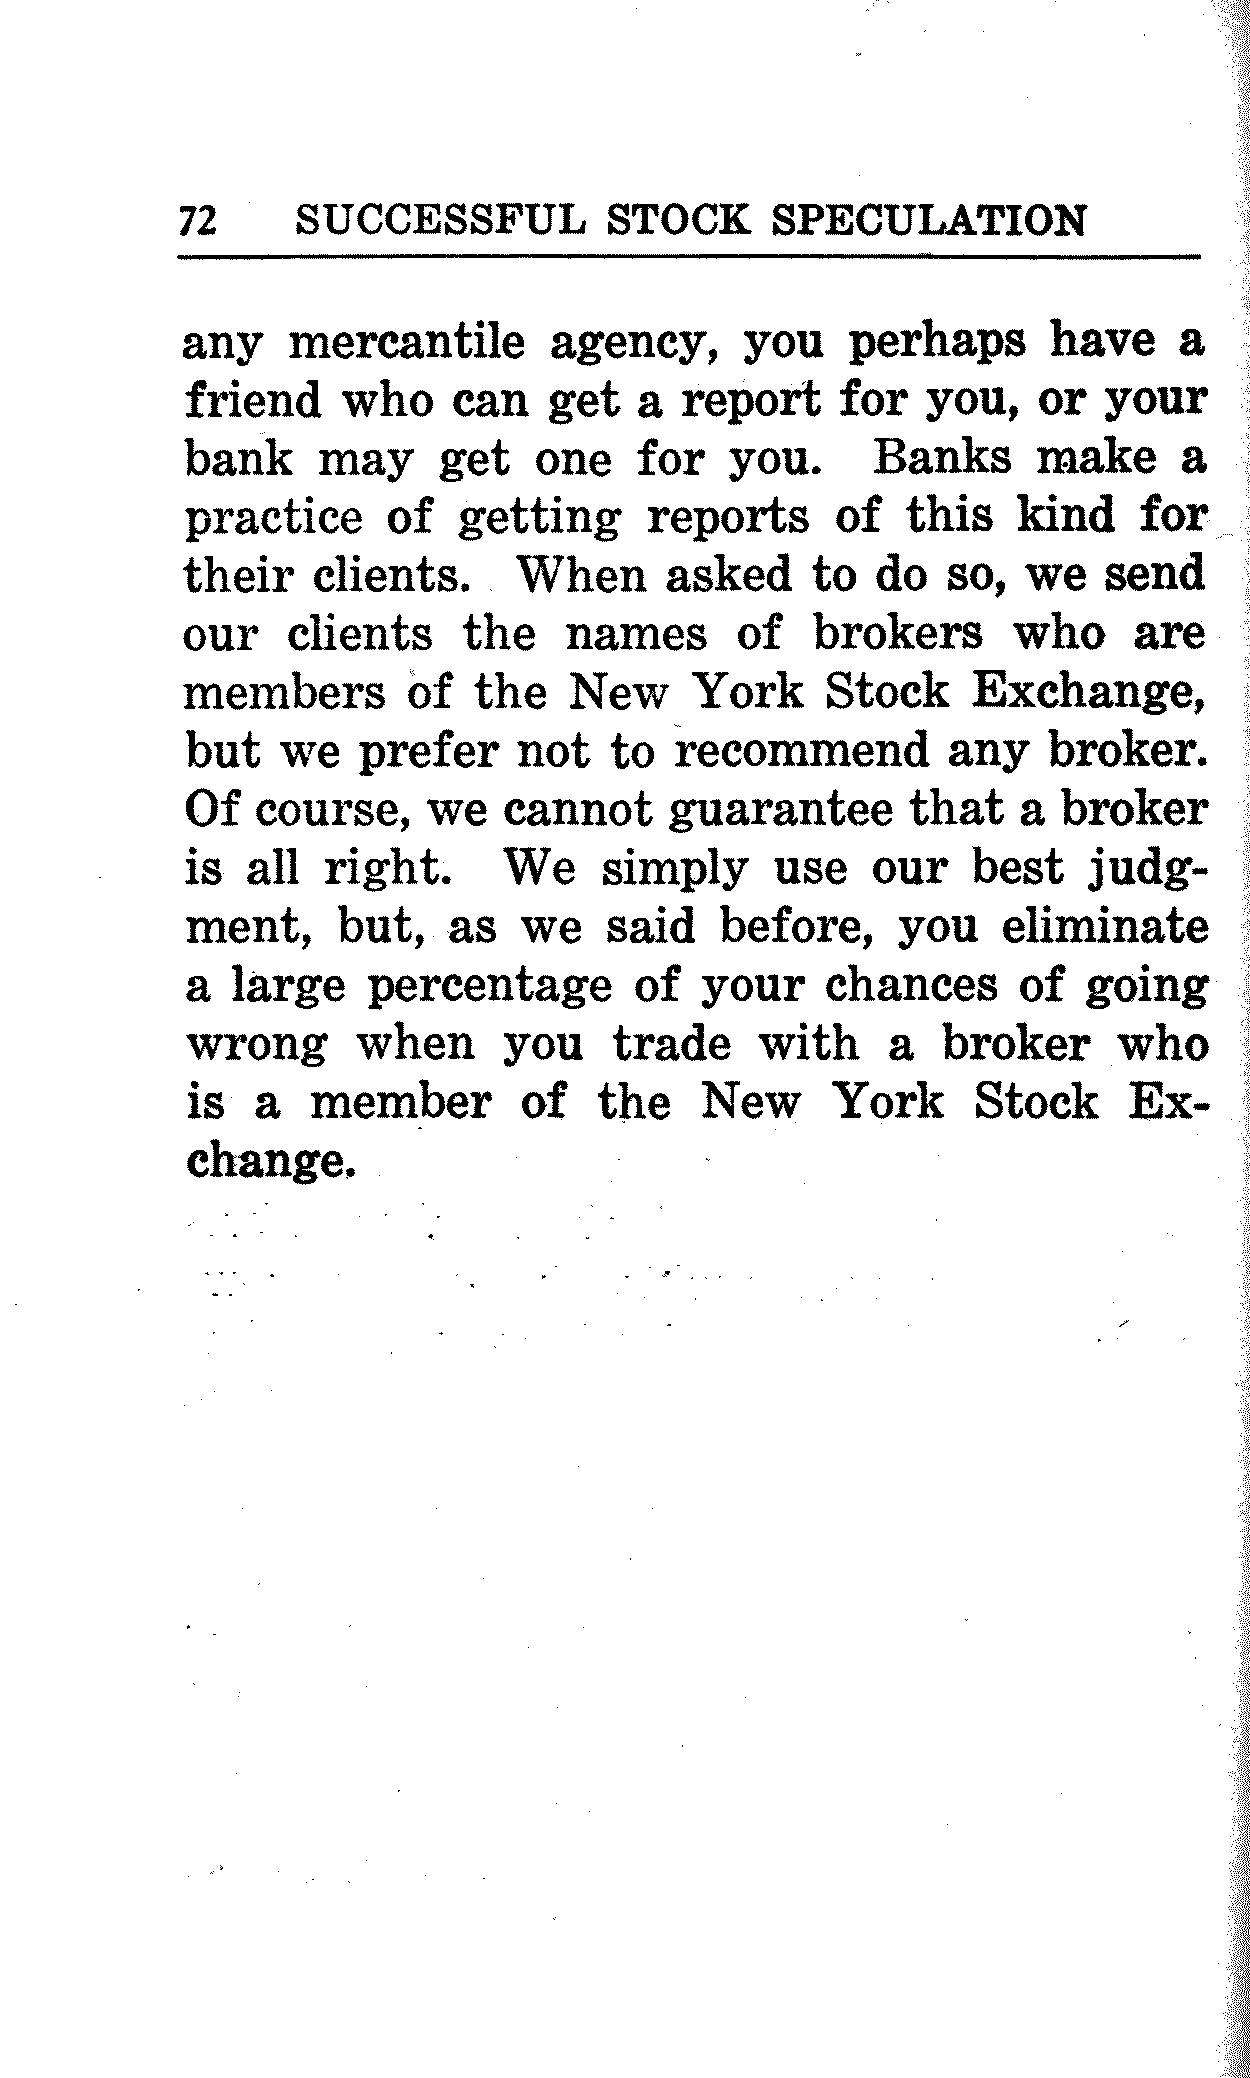 72 SUCCESSFUL STOCK SPECULATION
any mercantile agency, you perhaps have a
friend who can get a report for you, or your
bank may get one for you. Banks make a
practice of getting reports of this kind for
their clients. When asked to do so, we send
our clients the names of brokers who are
members of the New York Stock Exchange,
but we prefer not to recommend any broker.
Of course, we cannot guarantee that a broker
is all right. We simply use our best judg-
ment, but, as we said before, you eliminate
a large percentage of your chances of going
wrong when you trade with a broker who
is a member of the New York Stock Ex-
change.